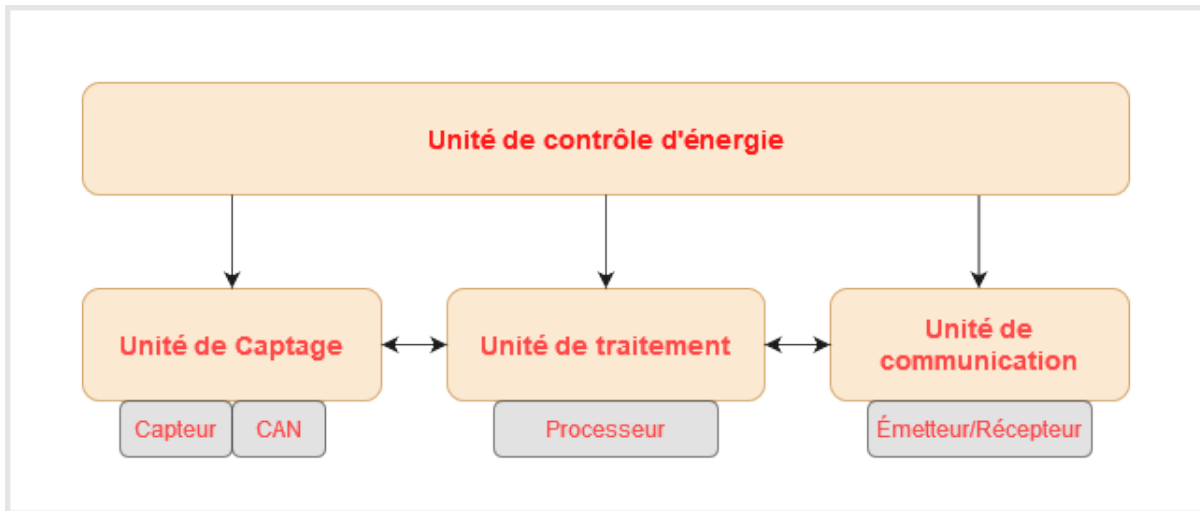 Unité de contrôle d'énergie
Unité de Captage
Unité de traitement
Unité de
communication
Capteur
CAN
Processeur
Émetteur/Récepteur